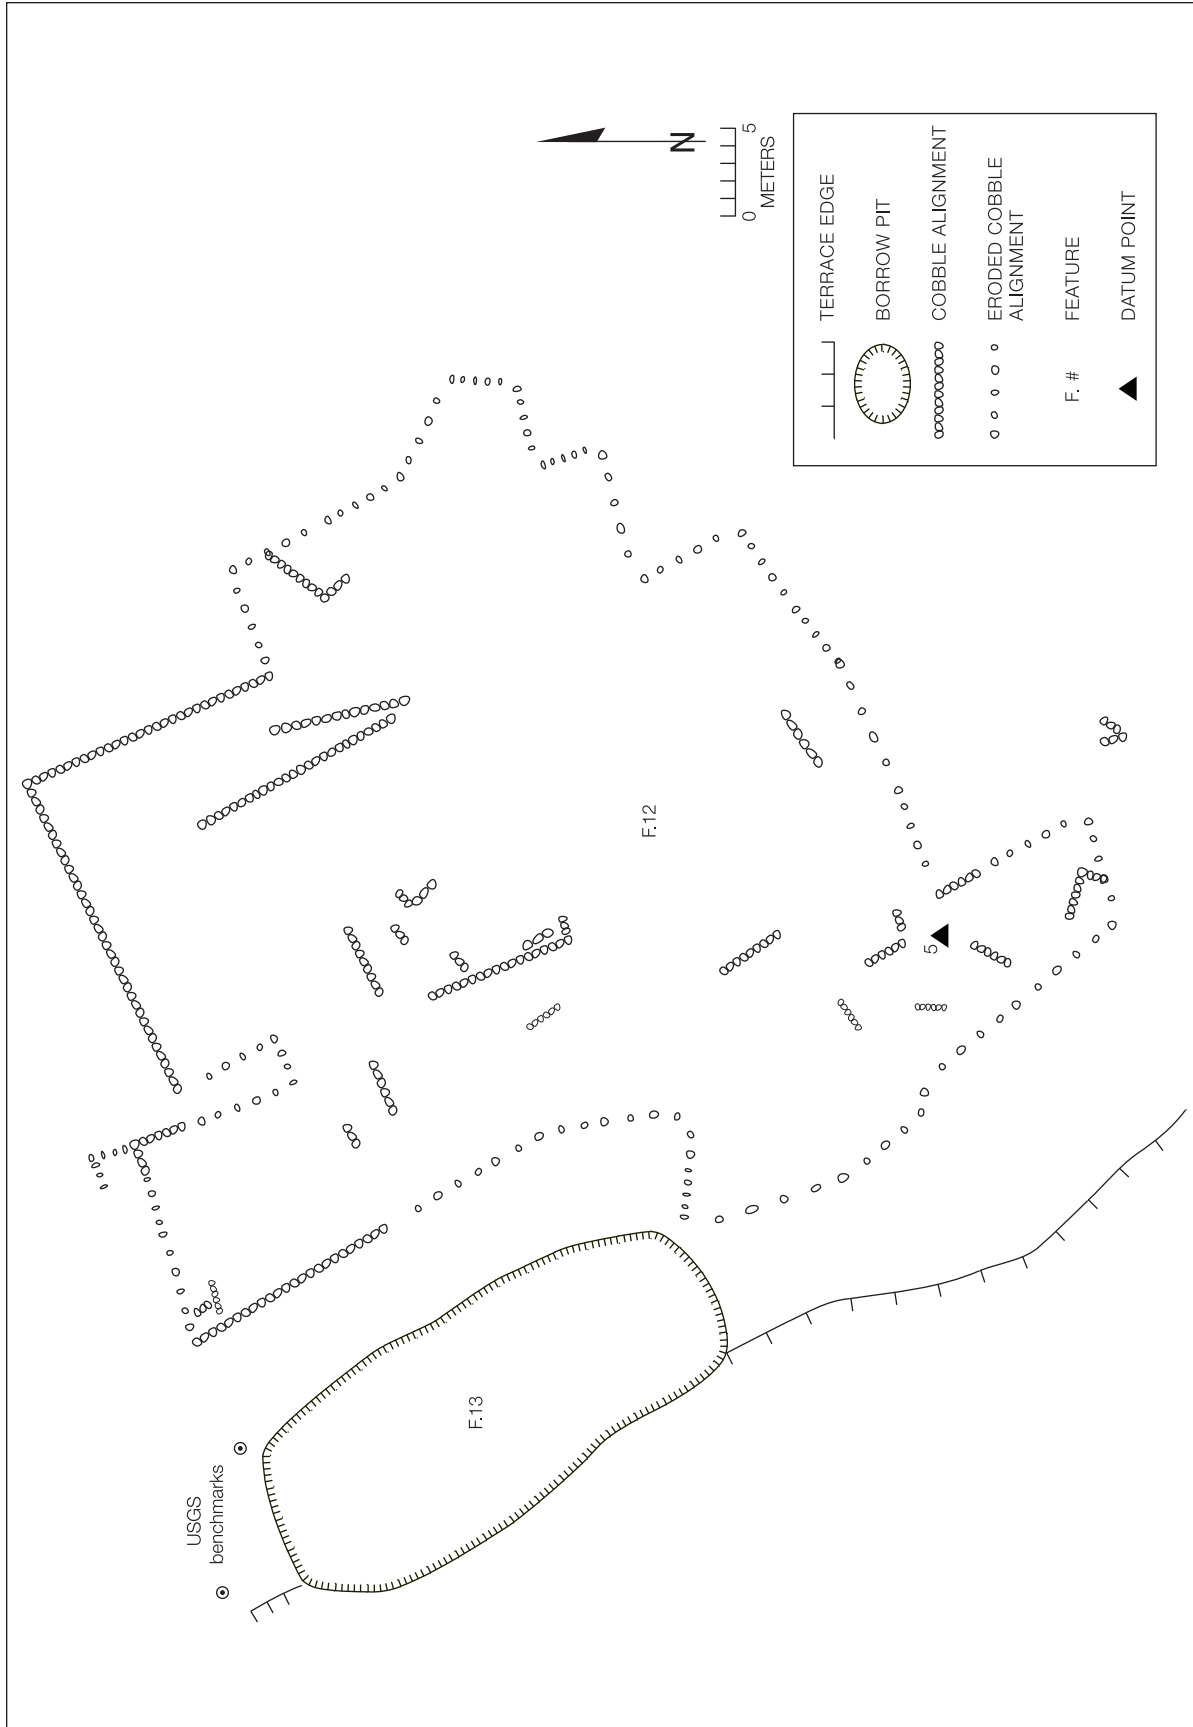 USGS
benchmarks
F.13
F.12
5
N
0
5
METERS
TERRACE EDGE
BORROW PIT
COBBLE ALIGNMENT
ERODED COBBLE
ALIGNMENT
F. #
FEATURE
DATUM POINT